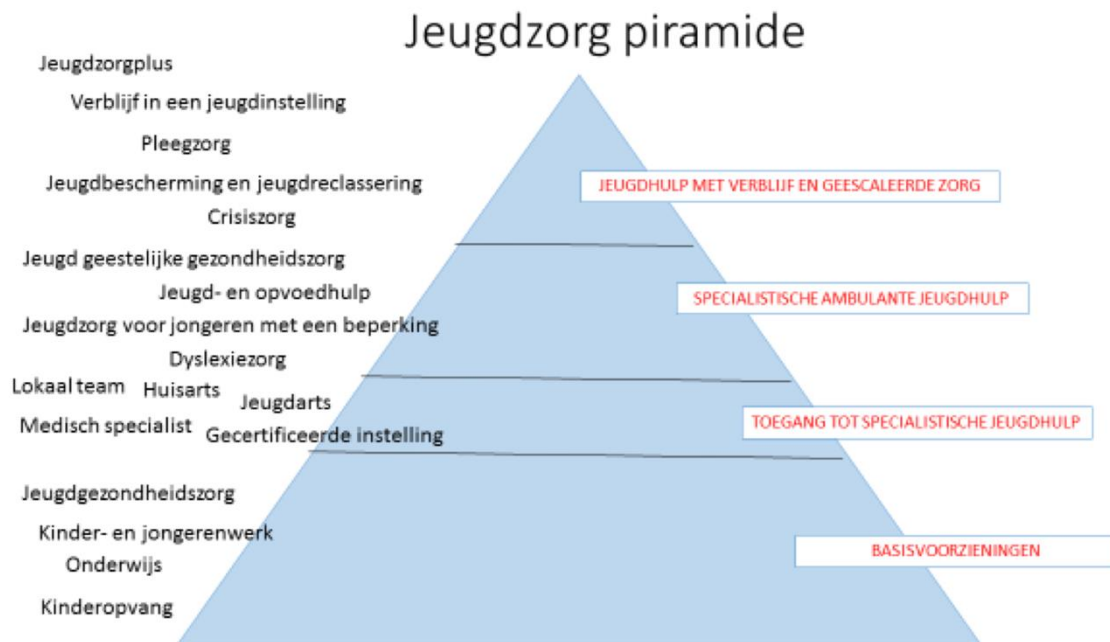 Jeugdzorg piramide
Jeugdzorgplus
Verblijf in een jeugdinstelling
Pleegzorg
Jeugdbescherming en jeugdreclassering
JEUGDHULP MET VERBLIJF EN GEESCALEERDE ZORG
Crisiszorg
Jeugd geestelijke gezondheidszorg
Jeugd- en opvoedhulp
SPECIALISTISCHE AMBULANTE JEUGDHULP
Jeugdzorg voor jongeren met een beperking
Dyslexiezorg
Lokaal team
Huisarts
Jeugdarts
Medisch specialist
Gecertificeerde instelling
TOEGANG TOT SPECIALISTISCHE JEUGDHULP
Jeugdgezondheidszorg
Kinder- en jongerenwerk
BASISVOORZIENINGEN
Onderwijs
Kinderopvang